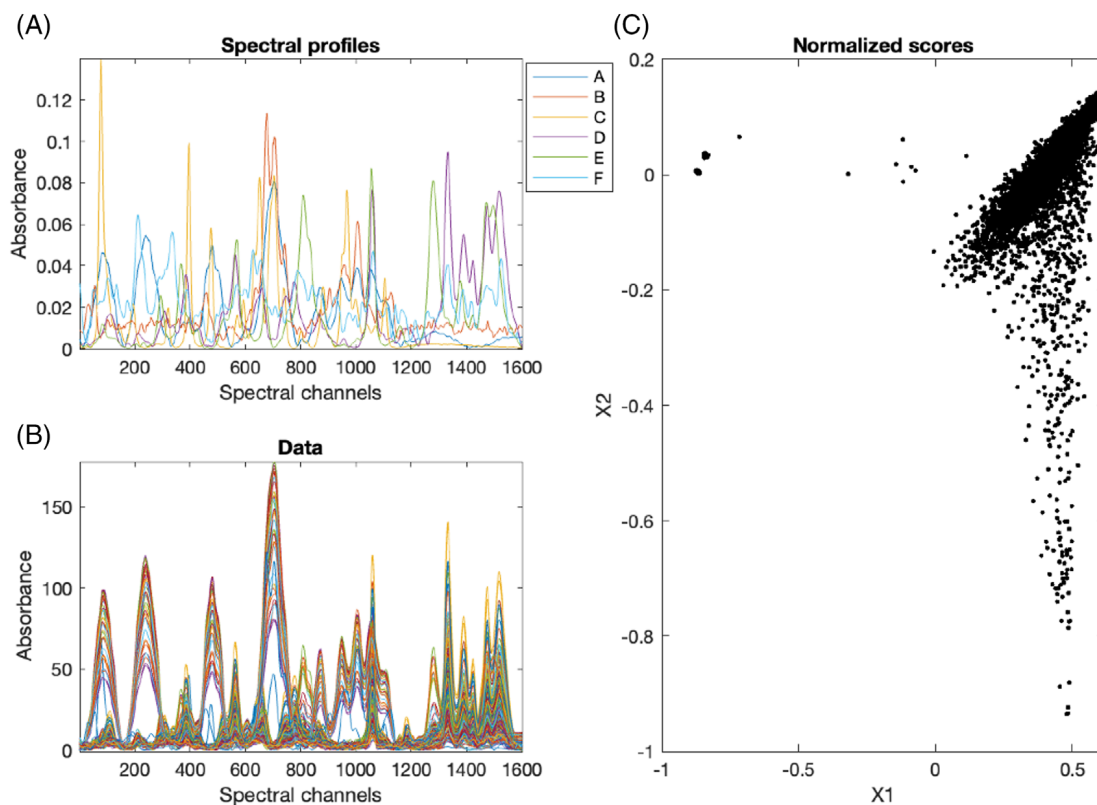 (A)
Spectral profiles
Absorbance
0.12
0.1
0.08
0.06
0.04
0.02
0
200 400 600 800 1000 1200 1400 1600
Spectral channels
A
B
C
D
E
F
(B)
Data
Absorbance
150
100
50
0
200 400 600 800 1000 1200 1400 1600
Spectral channels
(C)
Normalized scores
X2
0.2
0
-0.2
-0.4
-0.6
-0.8
-1
-1 -0.5 0 0.5
X1